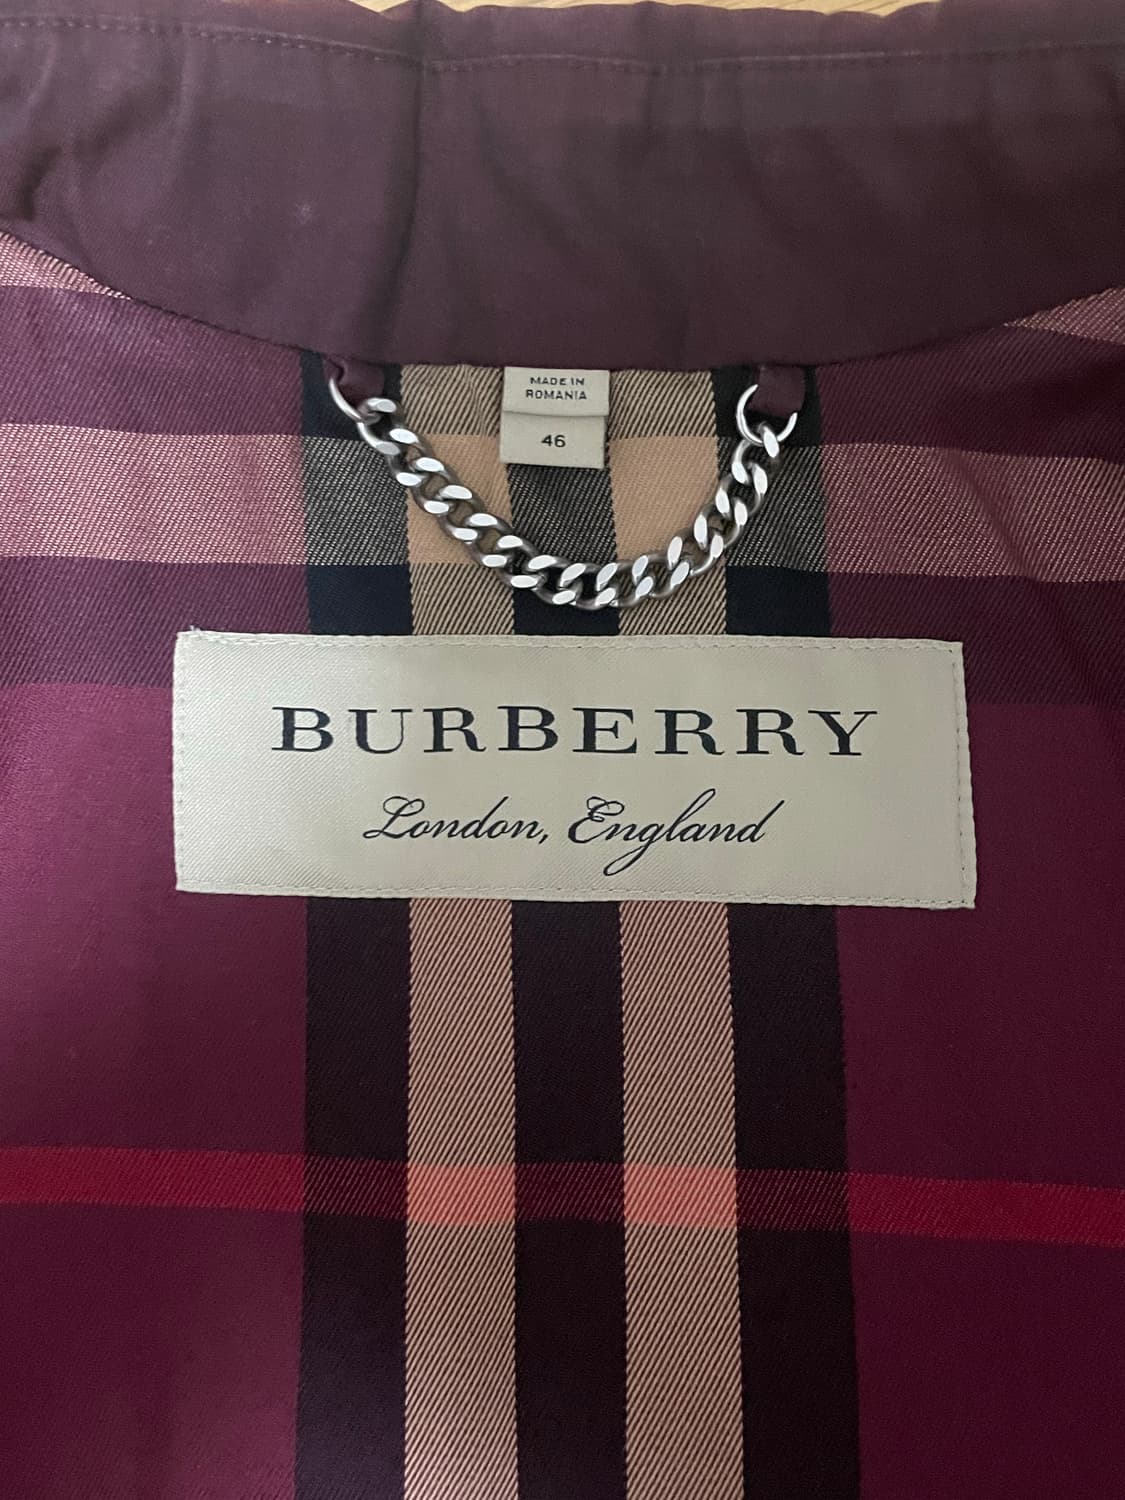 MADE IN
ROMANIA
46
BURBERRY
London, England